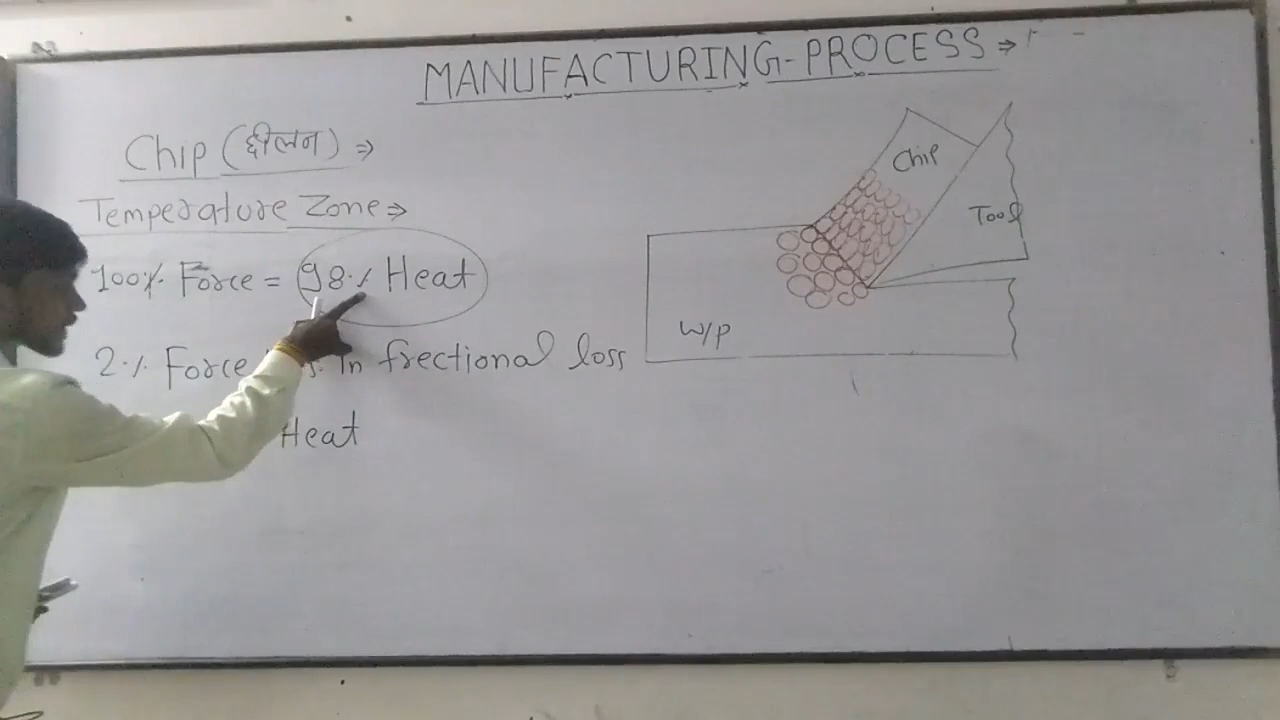 MANUFACTURING-PROCESS⇒
Chip (छीलन) ⇒
Temperature Zone⇒
100% Force = 98% Heat
2% Force In frectional loss
Heat
Chip
Tool
W/P